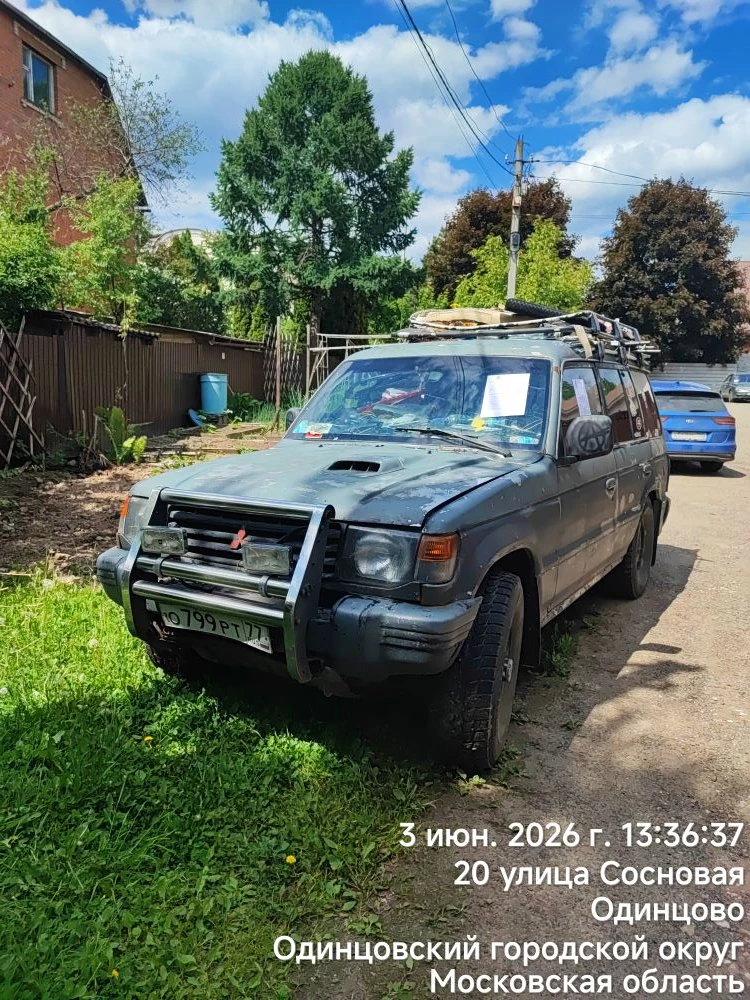 О799РТ77
3 июн. 2026 г. 13:36:37
20 улица Сосновая
Одинцово
Одинцовский городской округ
Московская область